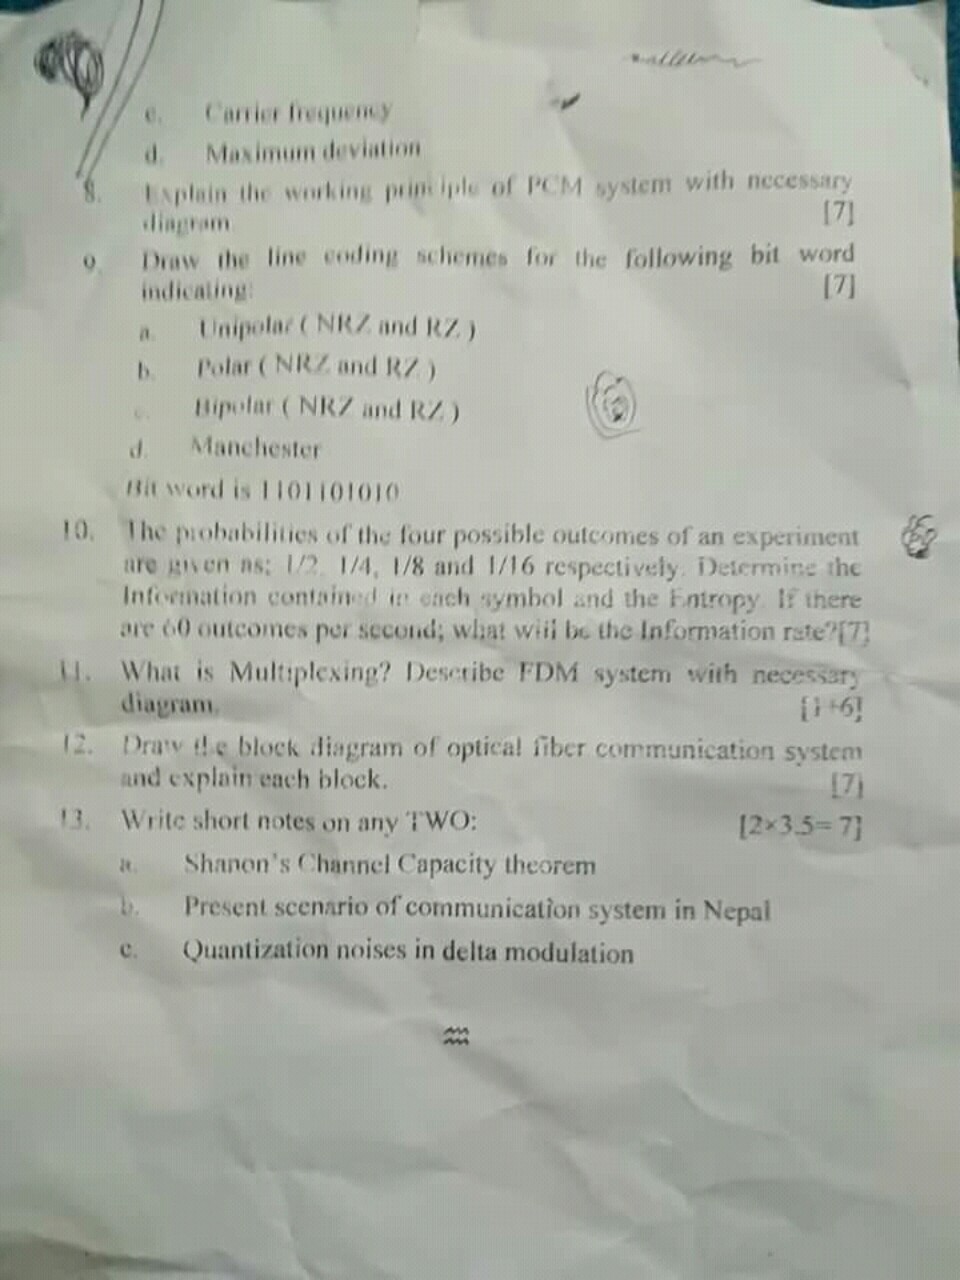 c. Carrier frequency
d. Maximum deviation
8. Explain the working principle of PCM system with necessary
diagram. [7]
9. Draw the line coding schemes for the following bit word
indicating: [7]
a. Unipolar ( NRZ and RZ )
b. Polar ( NRZ and RZ )
c. Bipolar ( NRZ and RZ )
d. Manchester
Bit word is 1101101010
10. The probabilities of the four possible outcomes of an experiment
are given as; 1/2, 1/4, 1/8 and 1/16 respectively. Determine the
Information contained in each symbol and the Entropy. If there
are 60 outcomes per second; what will be the Information rate?[7]
11. What is Multiplexing? Describe FDM system with necessary
diagram. [1+6]
12. Draw the block diagram of optical fiber communication system
and explain each block. [7]
13. Write short notes on any TWO: [2×3.5= 7]
a. Shanon's Channel Capacity theorem
b. Present scenario of communication system in Nepal
c. Quantization noises in delta modulation